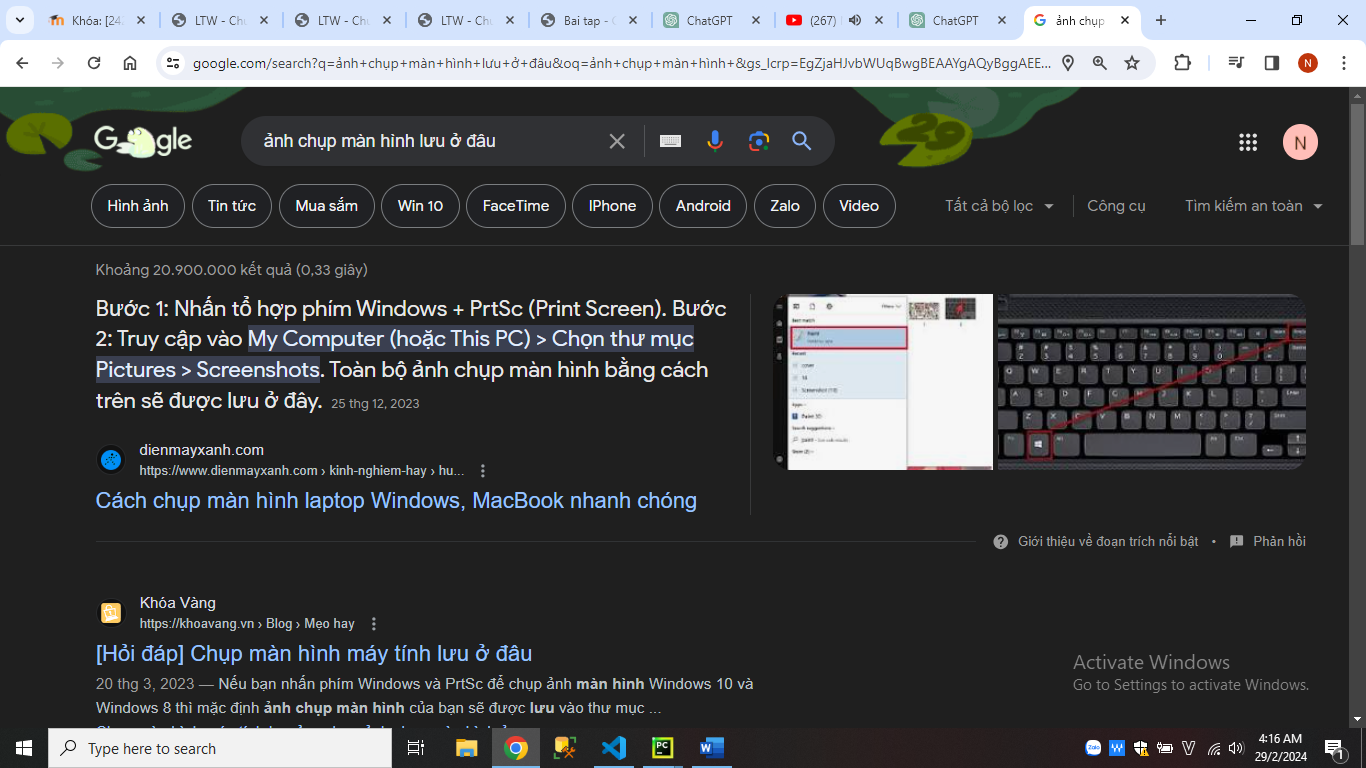 Khóa: [24
LTW - Chu
LTW - Chu
LTW - Chu
Bai tap - C
ChatGPT
(267)
ChatGPT
ảnh chụp
google.com/search?q=ảnh+chụp+màn+hình+lưu+ở+đâu&oq=ảnh+chụp+màn+hình+&gs_lcrp=EgZjaHJvbWUqBwgBEAAYgAQyBggAEE...
N
Google
ảnh chụp màn hình lưu ở đâu
20
N
Hình ảnh
Tin tức
Mua sắm
Win 10
FaceTime
IPhone
Android
Zalo
Video
Tất cả bộ lọc
Công cụ
Tìm kiếm an toàn
Khoảng 20.900.000 kết quả (0,33 giây)
Bước 1: Nhấn tổ hợp phím Windows + PrtSc (Print Screen). Bước
2: Truy cập vào My Computer (hoặc This PC) > Chọn thư mục
Pictures > Screenshots. Toàn bộ ảnh chụp màn hình bằng cách
trên sẽ được lưu ở đây. 25 thg 12, 2023
dienmayxanh.com
https://www.dienmayxanh.com › kinh-nghiem-hay › hu...
Cách chụp màn hình laptop Windows, MacBook nhanh chóng
Giới thiệu về đoạn trích nổi bật
Phản hồi
Khóa Vàng
https://khoavang.vn › Blog › Mẹo hay
[Hỏi đáp] Chụp màn hình máy tính lưu ở đâu
20 thg 3, 2023 — Nếu bạn nhấn phím Windows và PrtSc để chụp ảnh màn hình Windows 10 và
Windows 8 thì mặc định ảnh chụp màn hình của bạn sẽ được lưu vào thư mục ...
Activate Windows
Go to Settings to activate Windows.
Type here to search
4:16 AM
29/2/2024
1